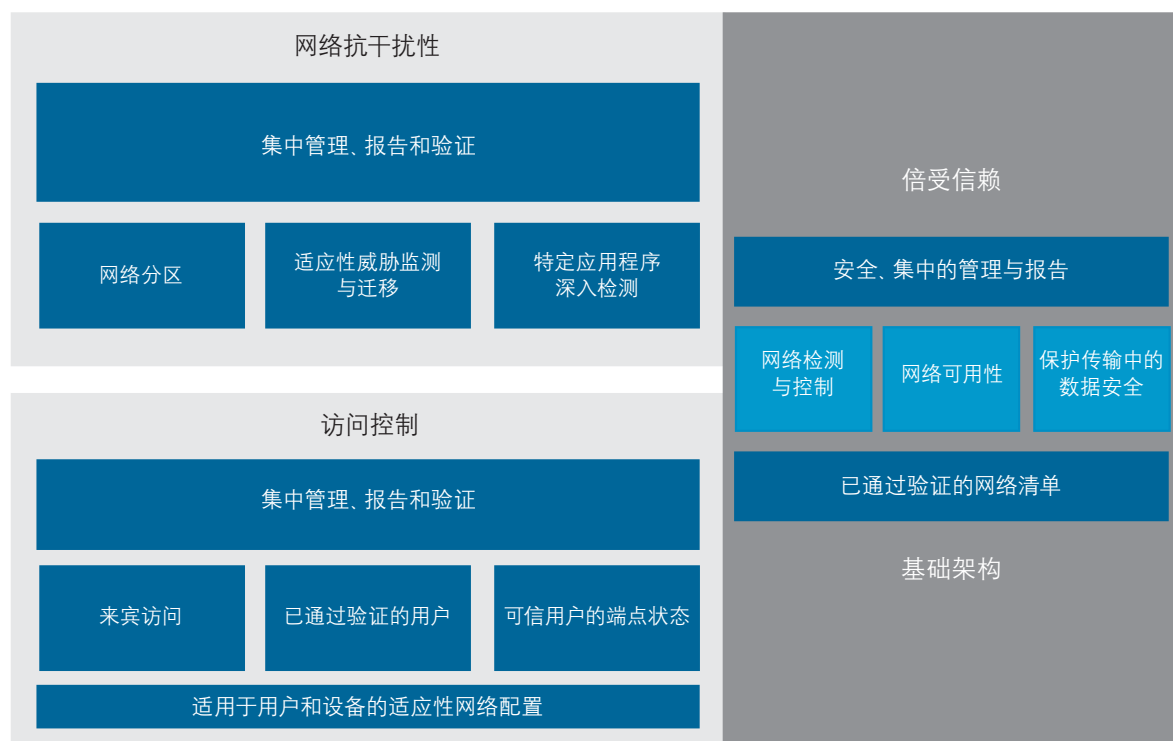 网络抗干扰性
集中管理、报告和验证
网络分区
适应性威胁监测
与迁移
特定应用程序
深入检测
访问控制
集中管理、报告和验证
来宾访问
已通过验证的用户
可信用户的端点状态
适用于用户和设备的适应性网络配置
倍受信赖
安全、集中的管理与报告
网络检测
与控制
网络可用性
保护传输中的
数据安全
已通过验证的网络清单
基础架构